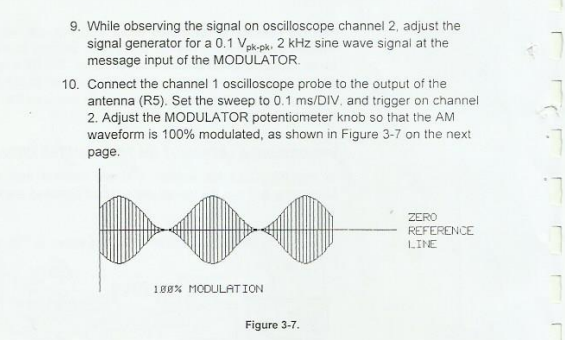 9. While observing the signal on oscilloscope channel 2, adjust the
signal generator for a 0.1 Vpk-pk, 2 kHz sine wave signal at the
message input of the MODULATOR.
10. Connect the channel 1 oscilloscope probe to the output of the
antenna (R5). Set the sweep to 0.1 ms/DIV, and trigger on channel
2. Adjust the MODULATOR potentiometer knob so that the AM
waveform is 100% modulated, as shown in Figure 3-7 on the next
page.
ZERO
REFERENCE
LINE
100% MODULATION
Figure 3-7.